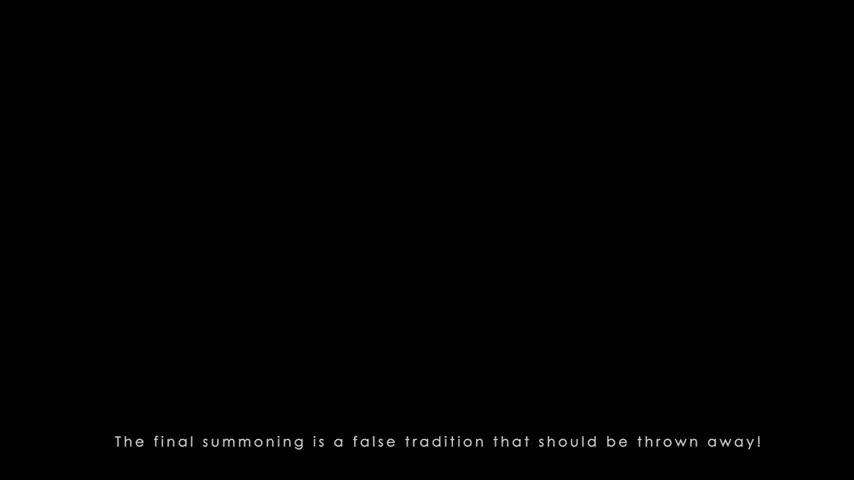 The final summoning is a false tradition that should be thrown away!